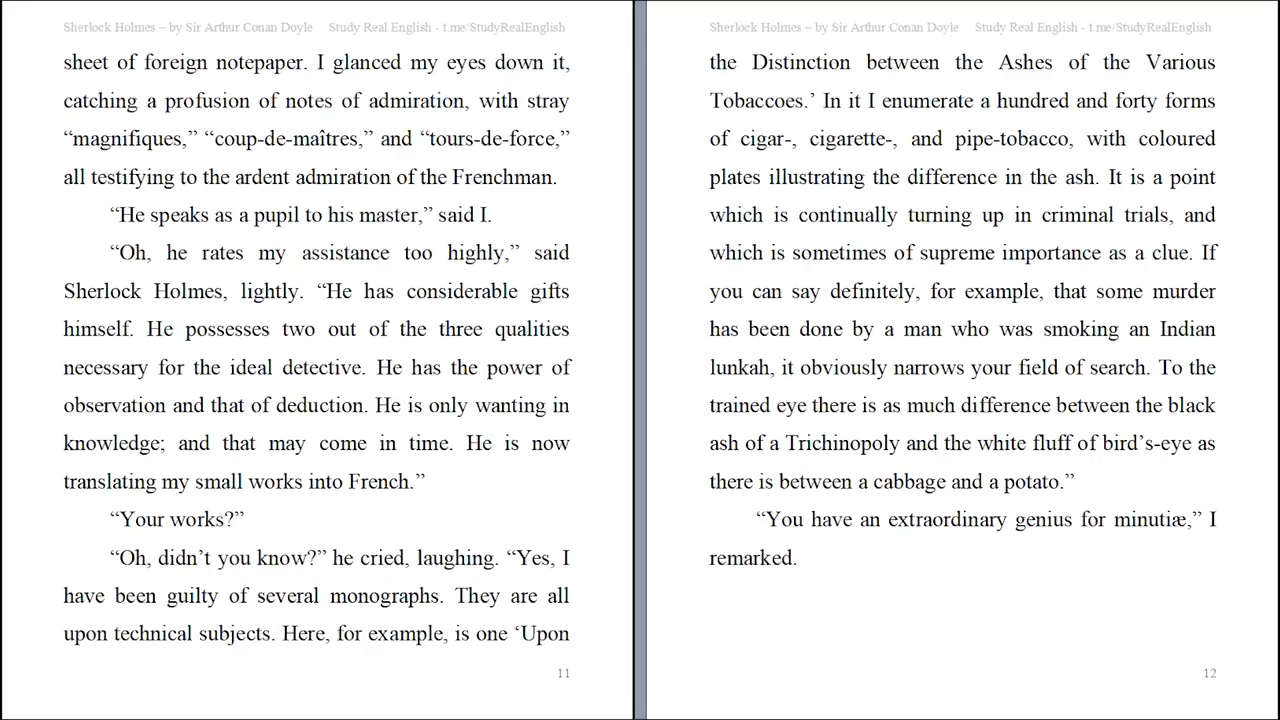 Sherlock Holmes – by Sir Arthur Conan Doyle Study Real English - t.me/StudyRealEnglish
sheet of foreign notepaper. I glanced my eyes down it,
catching a profusion of notes of admiration, with stray
“magnifiques,” “coup-de-maîtres,” and “tours-de-force,”
all testifying to the ardent admiration of the Frenchman.
“He speaks as a pupil to his master,” said I.
“Oh, he rates my assistance too highly,” said
Sherlock Holmes, lightly. “He has considerable gifts
himself. He possesses two out of the three qualities
necessary for the ideal detective. He has the power of
observation and that of deduction. He is only wanting in
knowledge; and that may come in time. He is now
translating my small works into French.”
“Your works?”
“Oh, didn’t you know?” he cried, laughing. “Yes, I
have been guilty of several monographs. They are all
upon technical subjects. Here, for example, is one ‘Upon
11
Sherlock Holmes – by Sir Arthur Conan Doyle Study Real English - t.me/StudyRealEnglish
the Distinction between the Ashes of the Various
Tobaccoes.’ In it I enumerate a hundred and forty forms
of cigar-, cigarette-, and pipe-tobacco, with coloured
plates illustrating the difference in the ash. It is a point
which is continually turning up in criminal trials, and
which is sometimes of supreme importance as a clue. If
you can say definitely, for example, that some murder
has been done by a man who was smoking an Indian
lunkah, it obviously narrows your field of search. To the
trained eye there is as much difference between the black
ash of a Trichinopoly and the white fluff of bird’s-eye as
there is between a cabbage and a potato.”
“You have an extraordinary genius for minutiæ,” I
remarked.
12